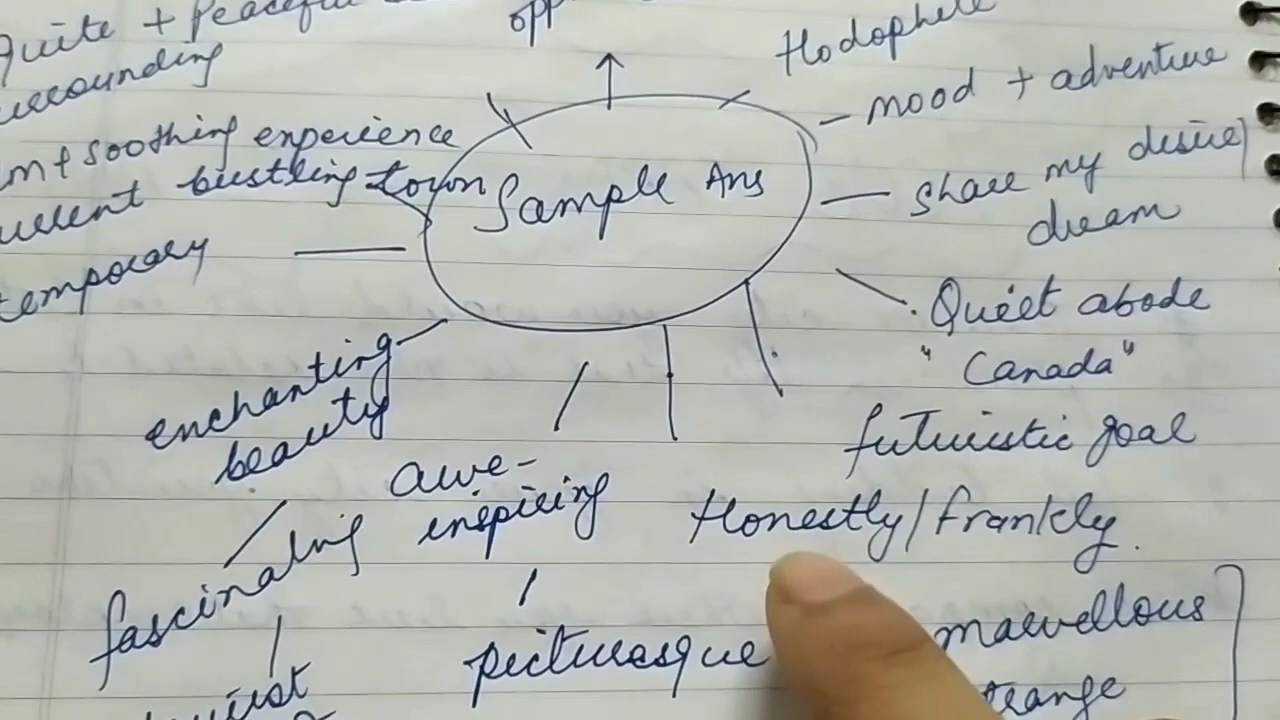 Quite + Peaceful
surrounding
opp
Hodophile
mood + adventure
share my desire/
dream
soothing experience
bustling town
temporary
Sample Ans
Quiet abode
"Canada"
futuristic goal
enchanting
beauty
awe-
inspiring
Honestly/frankly.
fascinating
picturesque
marvellous